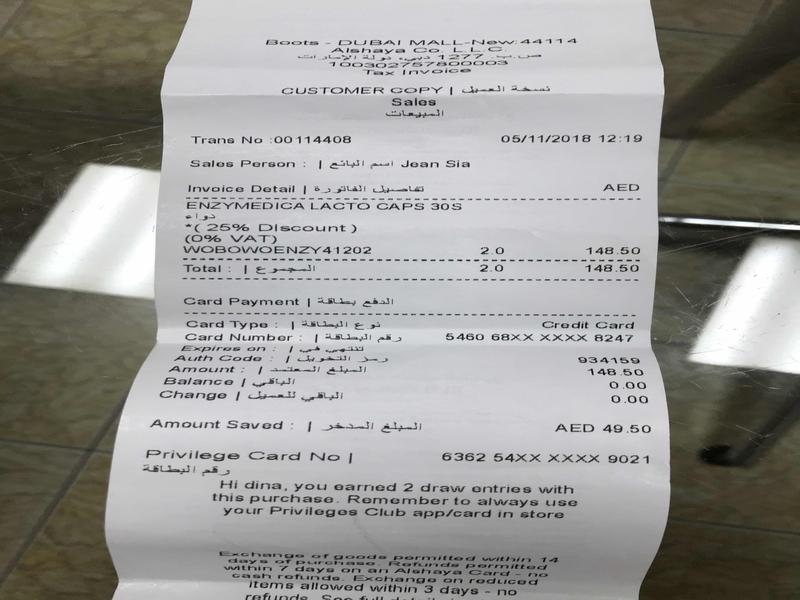 Boots - DUBAI MALL-New:44114
Alshaya Co. L.L.C.
ص.ب. 1277 دبي، دولة الإمارات
100302757800003
Tax Invoice
CUSTOMER COPY | نسخة العميل
Sales
المبيعات
Trans No :00114408 05/11/2018 12:19
Sales Person : | اسم البائع Jean Sia
Invoice Detail | تفاصيل الفاتورة AED
ENZYMEDICA LACTO CAPS 30S
دواء
*( 25% Discount )
(0% VAT)
WOBOWOENZY41202 2.0 148.50
Total : | المجموع 2.0 148.50
Card Payment | الدفع بطاقة
Card Type : | نوع البطاقة Credit Card
Card Number : | رقم البطاقة 5460 68XX XXXX 8247
Expires on : | تنتهي في
Auth Code : | رمز التخويل 934159
Amount : | المبلغ المعتمد 148.50
Balance | الباقي 0.00
Change | الباقي للعميل 0.00
Amount Saved : | المبلغ المدخر AED 49.50
Privilege Card No | 6362 54XX XXXX 9021
رقم البطاقة
Hi dina, you earned 2 draw entries with
this purchase. Remember to always use
your Privileges Club app/card in store
Exchange of goods permitted within 14
days of purchase. Refunds permitted
within 7 days on an Alshaya Card - no
cash refunds. Exchange on reduced
items allowed within 3 days - no
refunds. See full